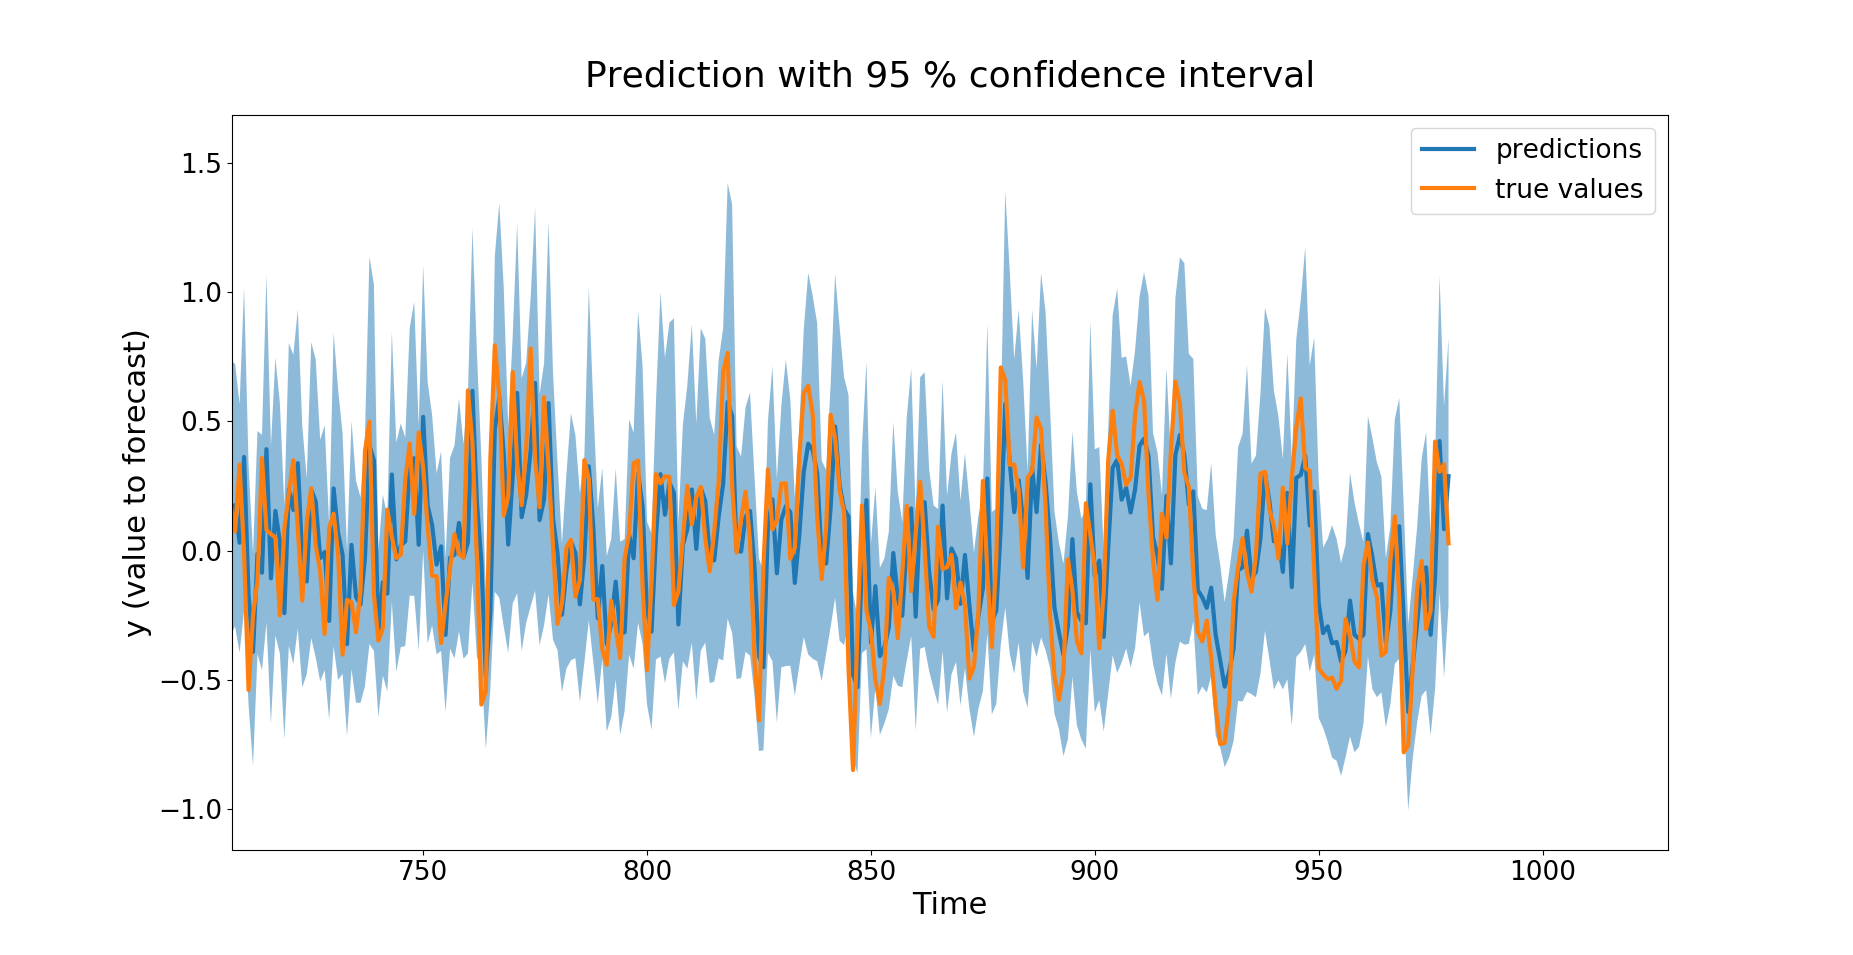 Prediction with 95 % confidence interval
predictions
true values
y (value to forecast)
1.5
1.0
0.5
0.0
−0.5
−1.0
750 800 850 900 950 1000
Time